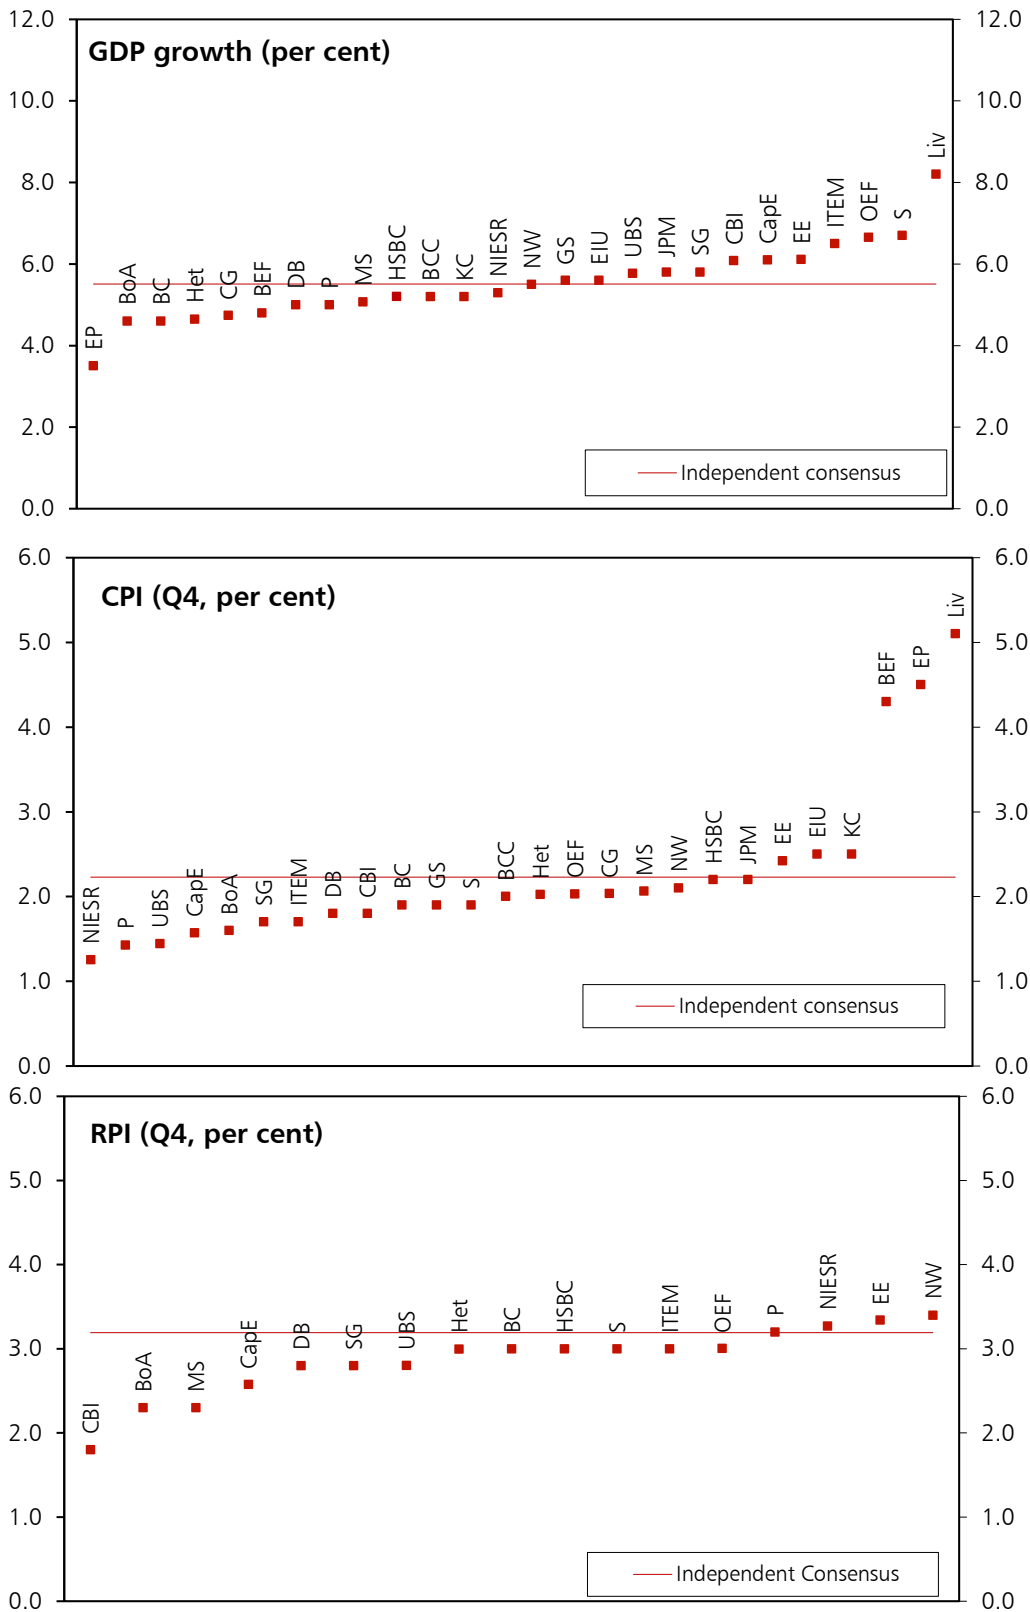 GDP growth (per cent)
12.0 12.0
10.0 10.0
8.0 8.0
6.0 6.0
4.0 4.0
2.0 2.0
0.0 0.0
EP BoA BC Het CG BEF DB P MS HSBC BCC KC NIESR NW GS EIU UBS JPM SG CBI CapE EE ITEM OEF S Liv
Independent consensus
CPI (Q4, per cent)
6.0 6.0
5.0 5.0
4.0 4.0
3.0 3.0
2.0 2.0
1.0 1.0
0.0 0.0
NIESR P UBS CapE BoA SG ITEM DB CBI BC GS S BCC Het OEF CG MS NW HSBC JPM EE EIU KC BEF EP Liv
Independent consensus
RPI (Q4, per cent)
6.0 6.0
5.0 5.0
4.0 4.0
3.0 3.0
2.0 2.0
1.0 1.0
0.0 0.0
CBI BoA MS CapE DB SG UBS Het BC HSBC S ITEM OEF P NIESR EE NW
Independent Consensus